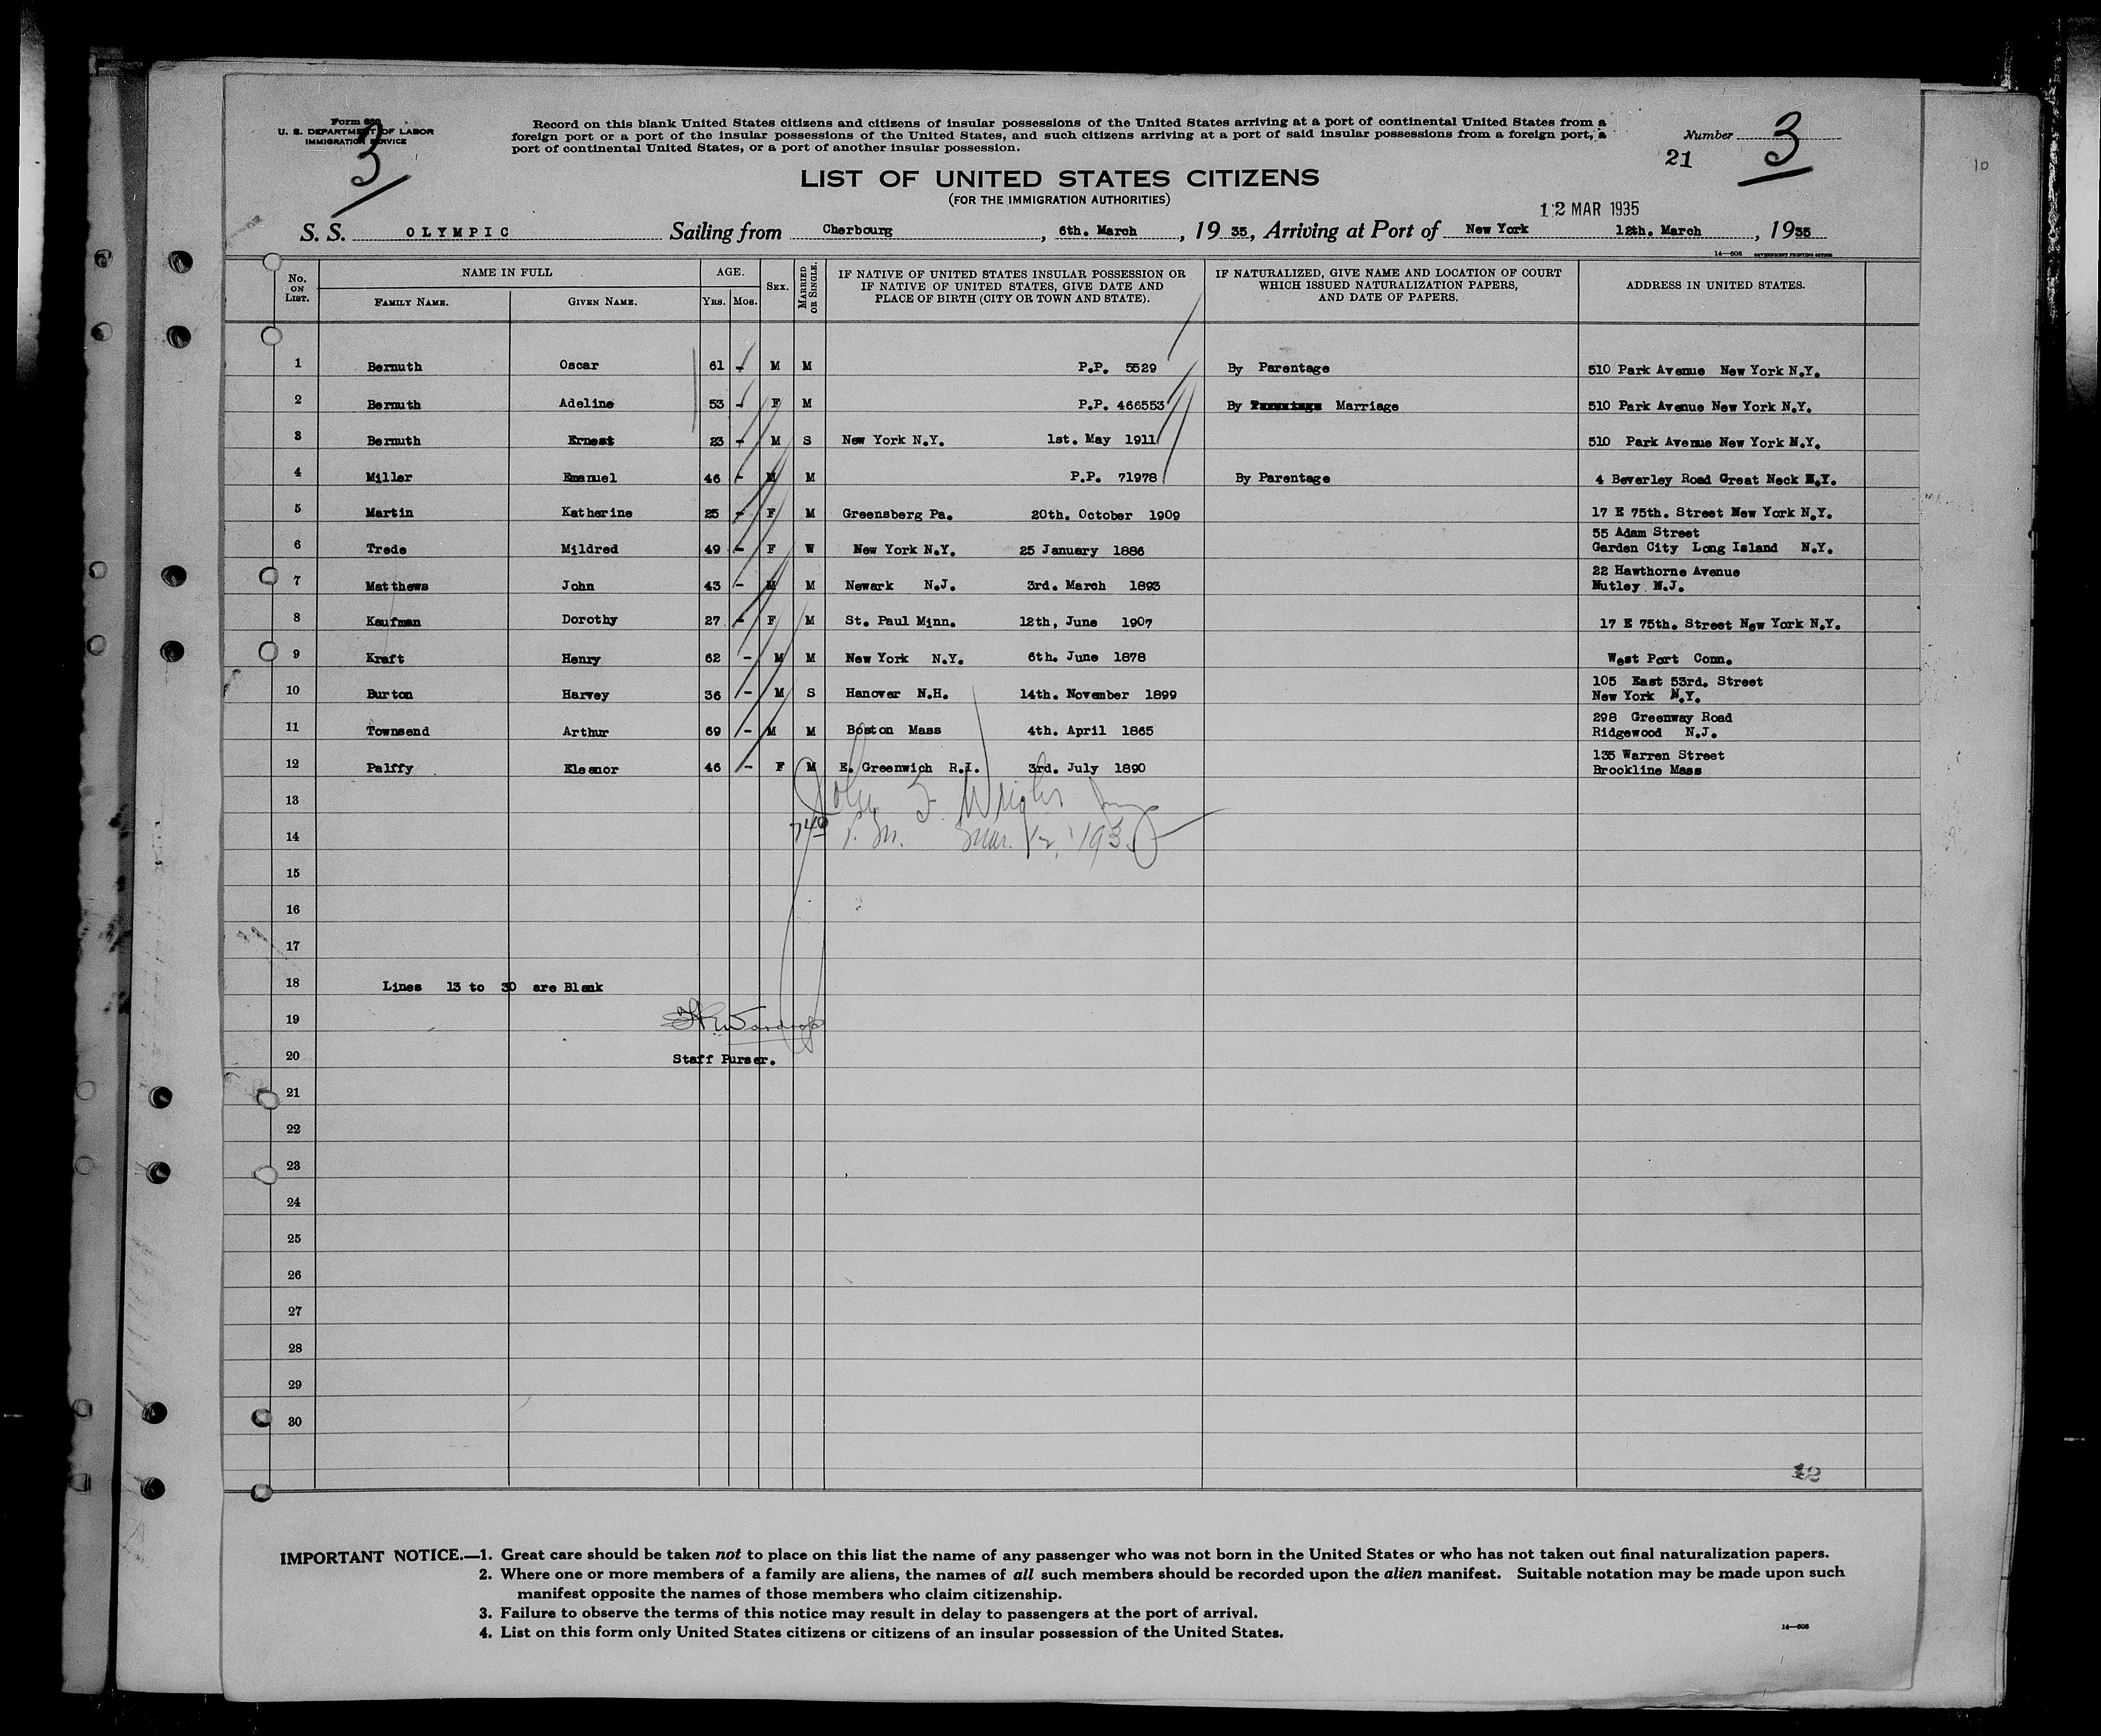 Form 630
U. S. DEPARTMENT OF LABOR
IMMIGRATION SERVICE
3
Record on this blank United States citizens and citizens of insular possessions of the United States arriving at a port of continental United States from a
foreign port or a port of the insular possessions of the United States, and such citizens arriving at a port of said insular possessions from a foreign port, a
port of continental United States, or a port of another insular possession.
Number 3
21
10
LIST OF UNITED STATES CITIZENS
(FOR THE IMMIGRATION AUTHORITIES)
12 MAR 1935
S. S. OLYMPIC Sailing from Cherbourg, 6th. March, 19 35, Arriving at Port of New York 12th. March, 1935
14—608 GOVERNMENT PRINTING OFFICE
No. ON LIST. NAME IN FULL AGE. SEX. MARRIED OR SINGLE. IF NATIVE OF UNITED STATES INSULAR POSSESSION OR IF NATIVE OF UNITED STATES, GIVE DATE AND PLACE OF BIRTH (CITY OR TOWN AND STATE). IF NATURALIZED, GIVE NAME AND LOCATION OF COURT WHICH ISSUED NATURALIZATION PAPERS, AND DATE OF PAPERS. ADDRESS IN UNITED STATES.
FAMILY NAME. GIVEN NAME. YRS. MOS.
1 Bernuth Oscar 61 - M M P.P. 5529 By Parentage 510 Park Avenue New York N.Y.
2 Bernuth Adeline 53 - F M P.P. 466553 By Marriage 510 Park Avenue New York N.Y.
3 Bernuth Ernest 23 - M S New York N.Y. 1st. May 1911 510 Park Avenue New York N.Y.
4 Miller Emanuel 46 - M M P.P. 71978 By Parentage 4 Beverley Road Great Neck N.Y.
5 Martin Katherine 25 - F M Greensberg Pa. 20th. October 1909 17 E 75th. Street New York N.Y.
6 Trede Mildred 49 - F W New York N.Y. 25 January 1886 55 Adam Street
Garden City Long Island N.Y.
7 Matthews John 43 - M M Newark N.J. 3rd. March 1893 22 Hawthorne Avenue
Nutley N.J.
8 Kaufman Dorothy 27 - F M St. Paul Minn. 12th, June 1907 17 E 75th. Street New York N.Y.
9 Kraft Henry 62 - M M New York N.Y. 6th. June 1878 West Port Conn.
10 Burton Harvey 36 - M S Hanover N.H. 14th. November 1899 105 East 53rd. Street
New York N.Y.
11 Townsend Arthur 69 - M M Boston Mass 4th. April 1865 298 Greenway Road
Ridgewood N.J.
12 Palffy Eleanor 46 - F M E. Greenwich R.I. 3rd. July 1890 135 Warren Street
Brookline Mass
13
14 740 P.M. Mar. 12, 193
15
16
17
18 Lines 13 to 30 are Blank
19
20 Staff Purser.
21
22
23
24
25
26
27
28
29
30
12
IMPORTANT NOTICE.—1. Great care should be taken not to place on this list the name of any passenger who was not born in the United States or who has not taken out final naturalization papers.
2. Where one or more members of a family are aliens, the names of all such members should be recorded upon the alien manifest. Suitable notation may be made upon such
manifest opposite the names of those members who claim citizenship.
3. Failure to observe the terms of this notice may result in delay to passengers at the port of arrival.
4. List on this form only United States citizens or citizens of an insular possession of the United States.
14—608